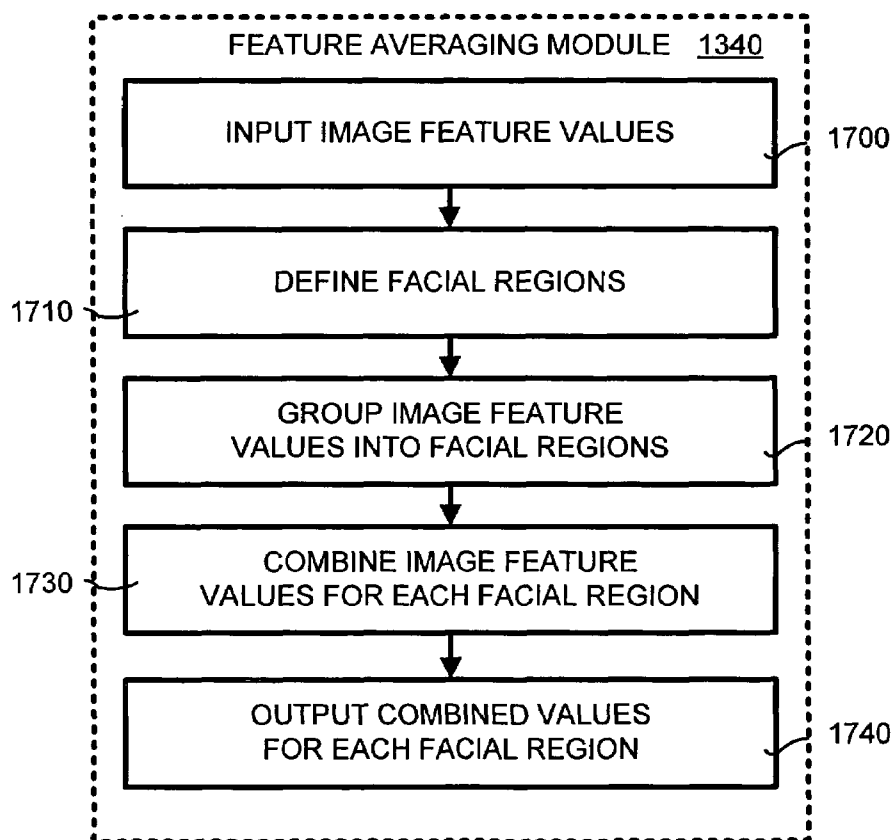 FEATURE AVERAGING MODULE 1340
INPUT IMAGE FEATURE VALUES
1700
DEFINE FACIAL REGIONS
1710
GROUP IMAGE FEATURE
VALUES INTO FACIAL REGIONS
1720
COMBINE IMAGE FEATURE
VALUES FOR EACH FACIAL REGION
1730
OUTPUT COMBINED VALUES
FOR EACH FACIAL REGION
1740